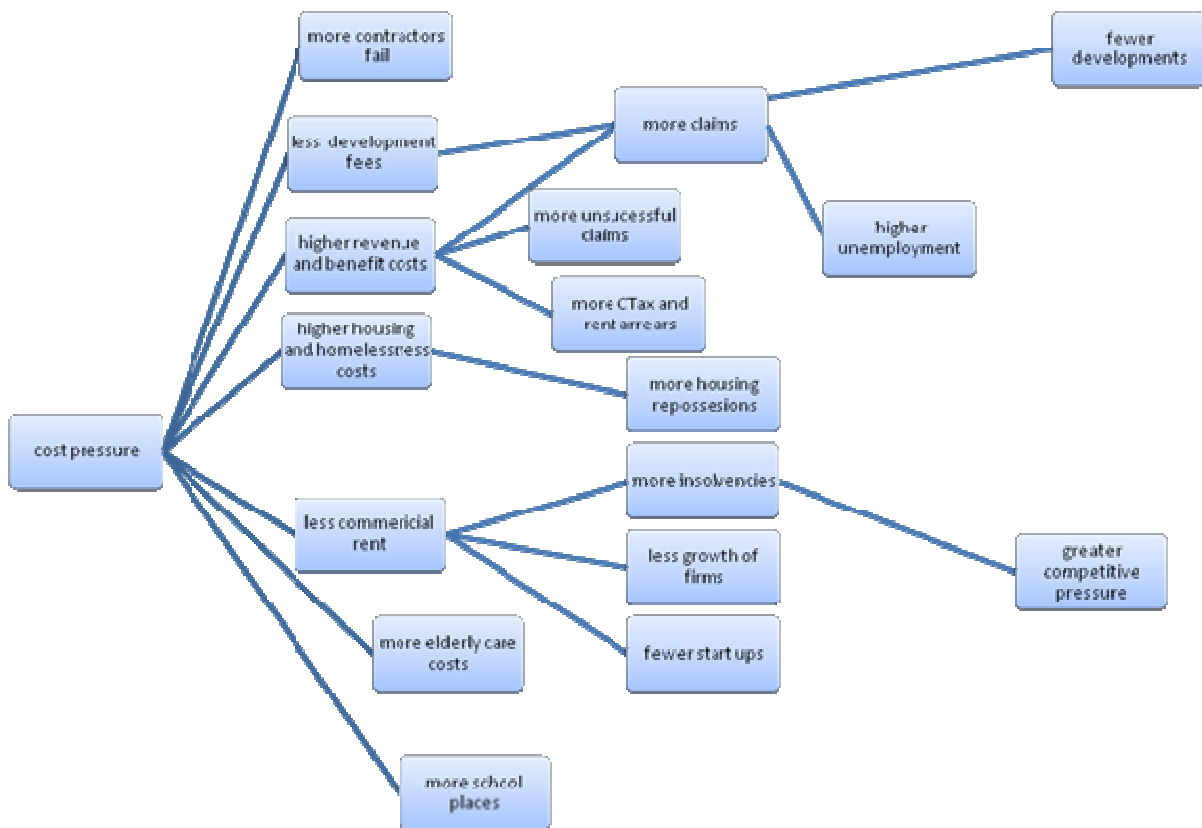 more contractors
fail
fewer
developments
more claims
less development
fees
more unsucessful
claims
higher
unemployment
higher revenue
and benefit costs
more CTax and
rent arrears
higher housing
and homelessness
costs
more housing
repossesions
cost pressure
more insolvencies
less commericial
rent
less growth of
firms
greater
competitive
pressure
more elderly care
costs
fewer start ups
more school
places